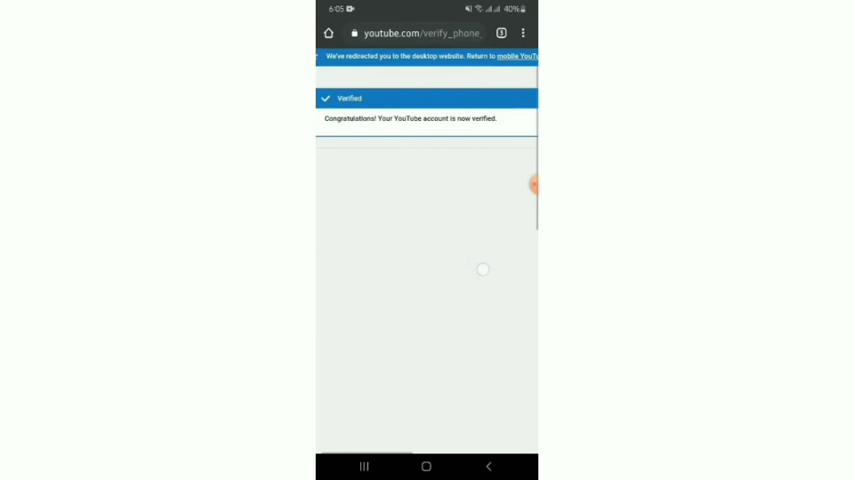 6:05 40%
youtube.com/verify_phone_ 3
We've redirected you to the desktop website. Return to mobile YouTu
Verified
Congratulations! Your YouTube account is now verified.